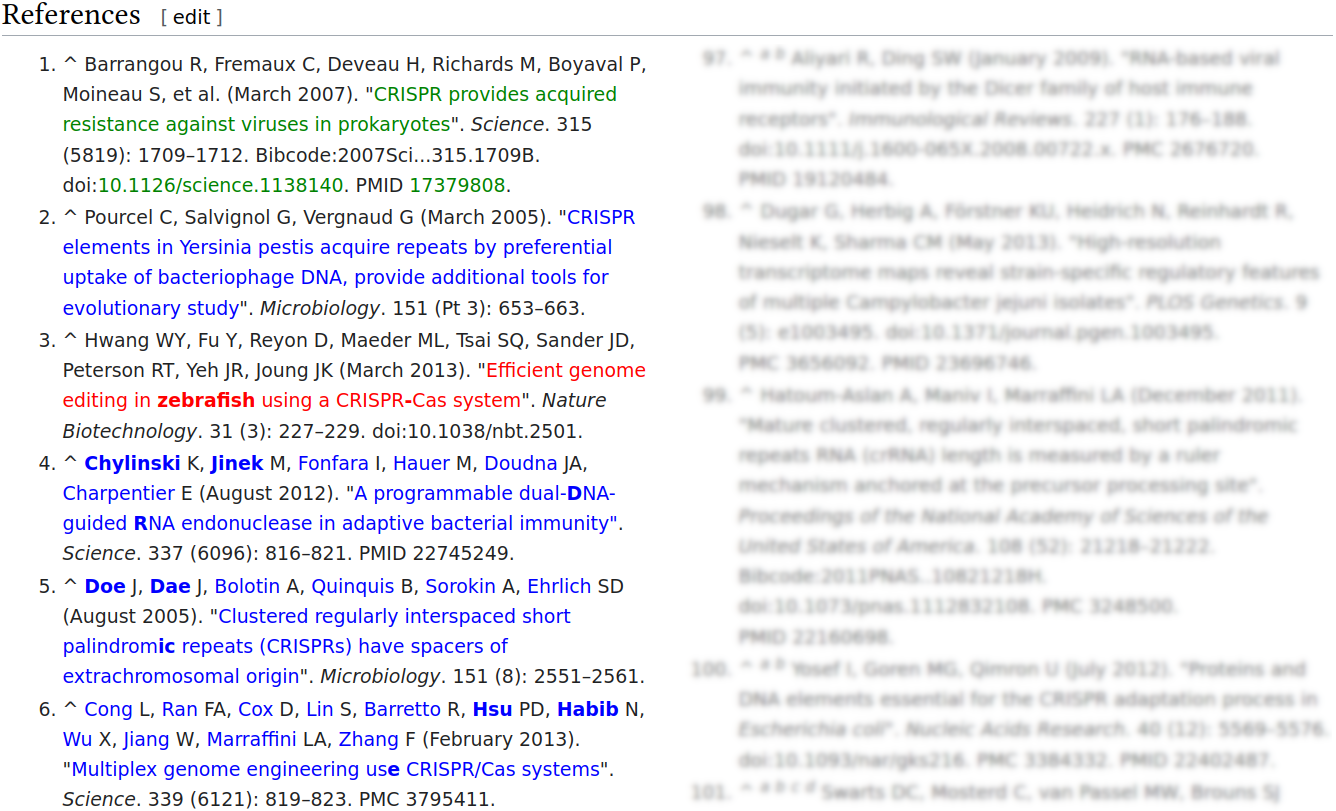 References [ edit ]
1. ^ Barrangou R, Fremaux C, Deveau H, Richards M, Boyaval P,
Moineau S, et al. (March 2007). "CRISPR provides acquired
resistance against viruses in prokaryotes". Science. 315
(5819): 1709–1712. Bibcode:2007Sci...315.1709B.
doi:10.1126/science.1138140. PMID 17379808.
2. ^ Pourcel C, Salvignol G, Vergnaud G (March 2005). "CRISPR
elements in Yersinia pestis acquire repeats by preferential
uptake of bacteriophage DNA, provide additional tools for
evolutionary study". Microbiology. 151 (Pt 3): 653–663.
3. ^ Hwang WY, Fu Y, Reyon D, Maeder ML, Tsai SQ, Sander JD,
Peterson RT, Yeh JR, Joung JK (March 2013). "Efficient genome
editing in zebrafish using a CRISPR-Cas system". Nature
Biotechnology. 31 (3): 227–229. doi:10.1038/nbt.2501.
4. ^ Chylinski K, Jinek M, Fonfara I, Hauer M, Doudna JA,
Charpentier E (August 2012). "A programmable dual-DNA-
guided RNA endonuclease in adaptive bacterial immunity".
Science. 337 (6096): 816–821. PMID 22745249.
5. ^ Doe J, Dae J, Bolotin A, Quinquis B, Sorokin A, Ehrlich SD
(August 2005). "Clustered regularly interspaced short
palindromic repeats (CRISPRs) have spacers of
extrachromosomal origin". Microbiology. 151 (8): 2551–2561.
6. ^ Cong L, Ran FA, Cox D, Lin S, Barretto R, Hsu PD, Habib N,
Wu X, Jiang W, Marraffini LA, Zhang F (February 2013).
"Multiplex genome engineering use CRISPR/Cas systems".
Science. 339 (6121): 819–823. PMC 3795411.
97. ^ a b Aliyari R, Ding SW (January 2009). "RNA-based viral
immunity initiated by the Dicer family of host immune
receptors". Immunological Reviews. 227 (1): 176–188.
doi:10.1111/j.1600-065X.2008.00722.x. PMC 2676720.
PMID 19120484.
98. ^ Dugar G, Herbig A, Förstner KU, Heidrich N, Reinhardt R,
Nieselt K, Sharma CM (May 2013). "High-resolution
transcriptome maps reveal strain-specific regulatory features
of multiple Campylobacter jejuni isolates". PLOS Genetics. 9
(5): e1003495. doi:10.1371/journal.pgen.1003495.
PMC 3656092. PMID 23696746.
99. ^ Hatoum-Aslan A, Maniv I, Marraffini LA (December 2011).
"Mature clustered, regularly interspaced, short palindromic
repeats RNA (crRNA) length is measured by a ruler
mechanism anchored at the precursor processing site".
Proceedings of the National Academy of Sciences of the
United States of America. 108 (52): 21218–21222.
Bibcode:2011PNAS..10821218H.
doi:10.1073/pnas.1112832108. PMC 3248500.
PMID 22160698.
100. ^ a b Yosef I, Goren MG, Qimron U (July 2012). "Proteins and
DNA elements essential for the CRISPR adaptation process in
Escherichia coli". Nucleic Acids Research. 40 (12): 5569–5576.
doi:10.1093/nar/gks216. PMC 3384332. PMID 22402487.
101. ^ a b c d Swarts DC, Mosterd C, van Passel MW, Brouns SJ